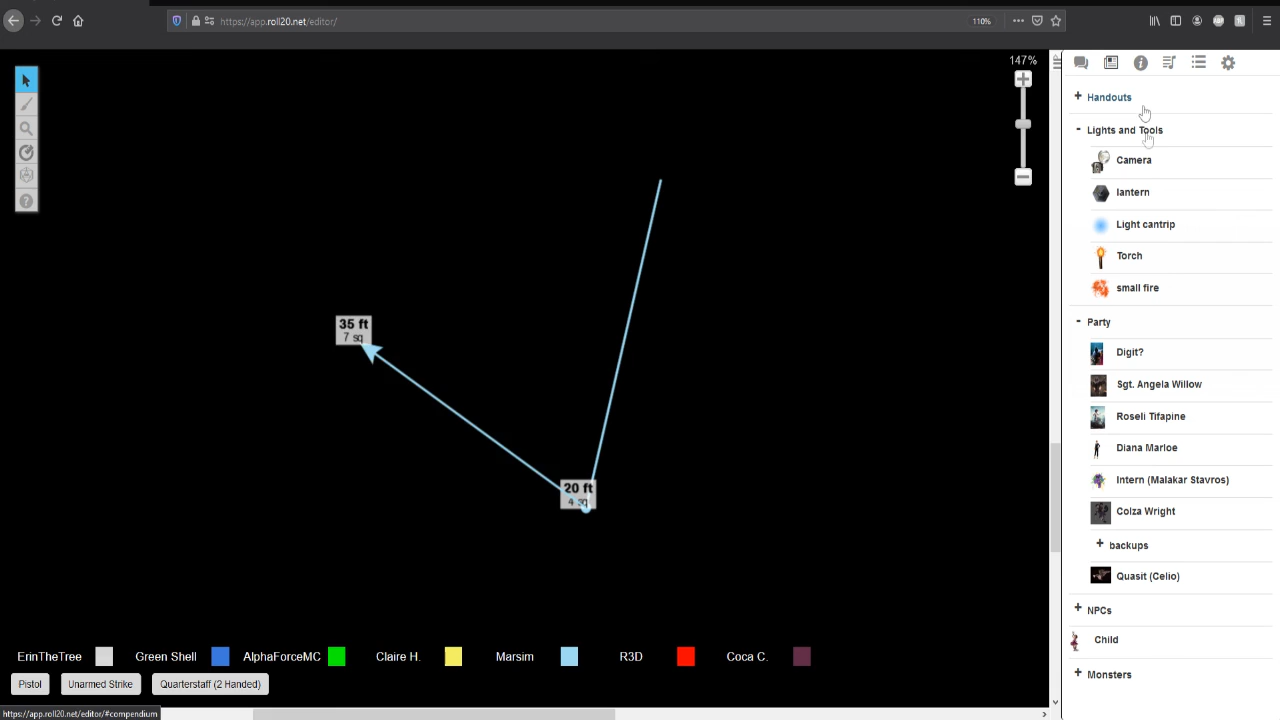 https://app.roll20.net/editor/
110%
147%
Handouts
Lights and Tools
Camera
lantern
Light cantrip
Torch
small fire
Party
Digit?
Sgt. Angela Willow
Roseli Tifapine
Diana Marloe
Intern (Malakar Stavros)
Colza Wright
backups
Quasit (Celio)
NPCs
Child
Monsters
35 ft
7 sq
20 ft
4 sq
ErinTheTree
Green Shell
AlphaForceMC
Claire H.
Marsim
R3D
Coca C.
Pistol
Unarmed Strike
Quarterstaff (2 Handed)
https://app.roll20.net/editor/#compendium